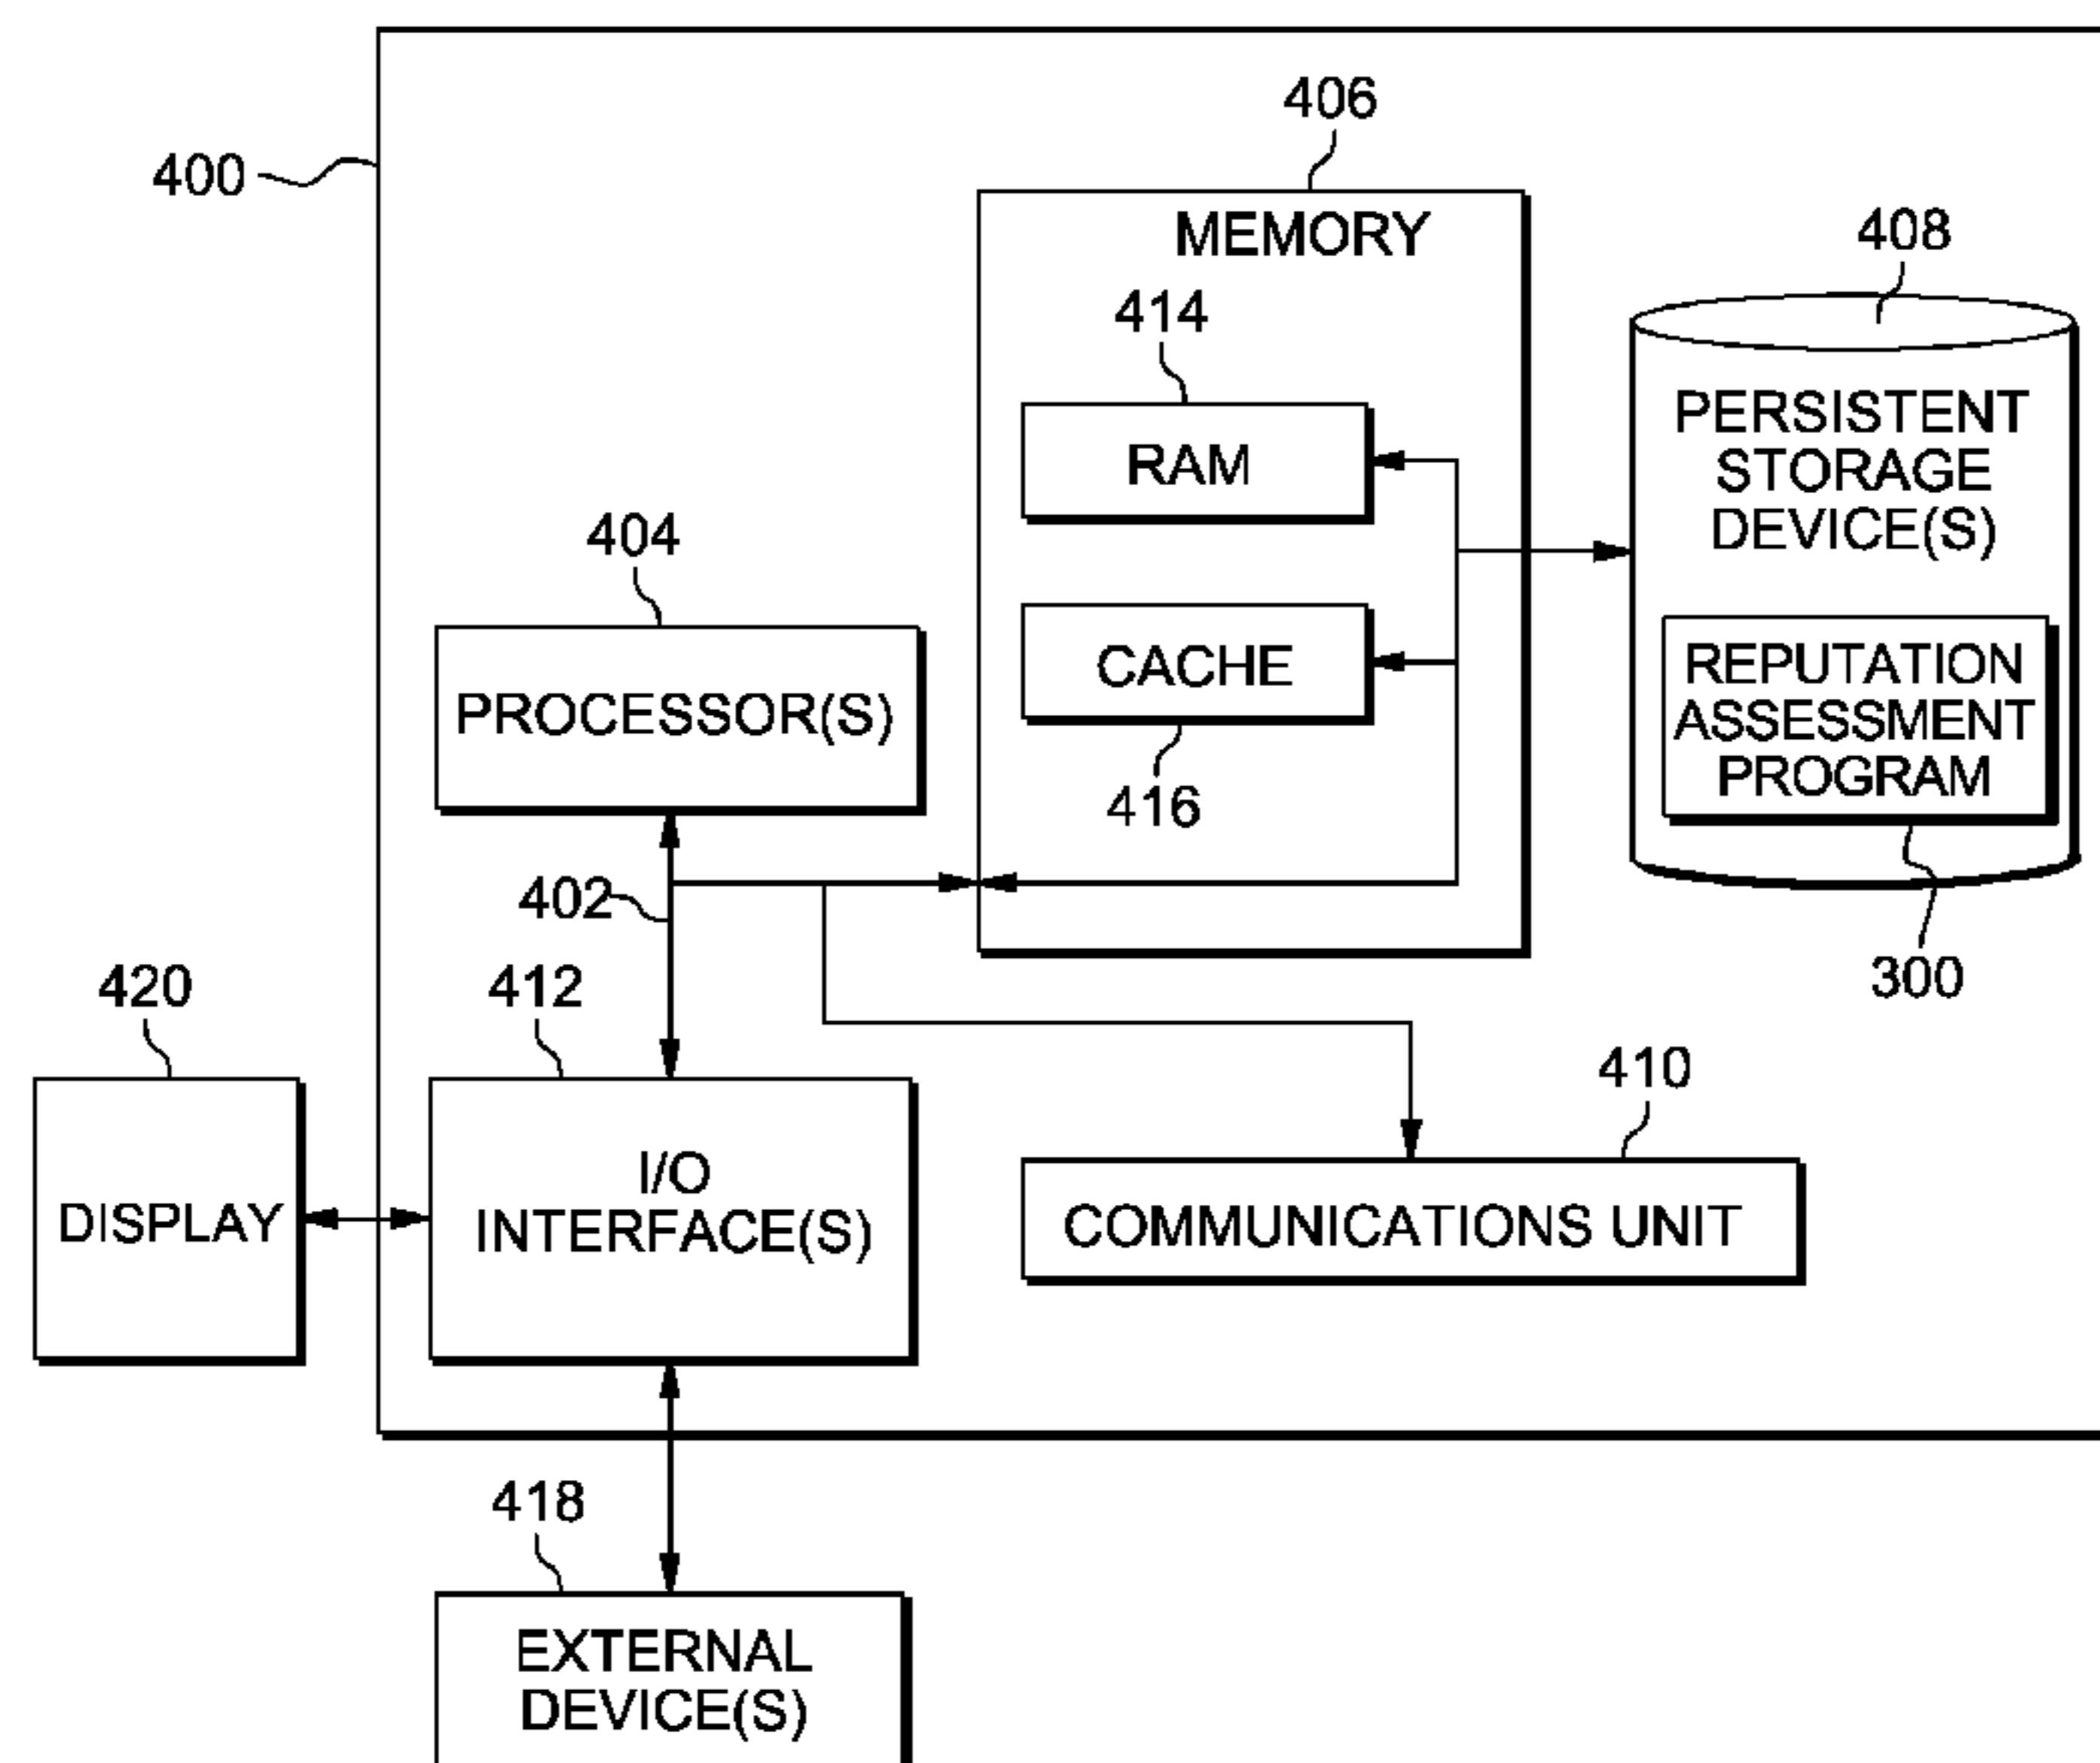 406
400
MEMORY
408
414
RAM
PERSISTENT
STORAGE
DEVICE(S)
404
PROCESSOR(S)
CACHE
416
REPUTATION
ASSESSMENT
PROGRAM
402
300
420
412
410
DISPLAY
I/O
INTERFACE(S)
COMMUNICATIONS UNIT
418
EXTERNAL
DEVICE(S)